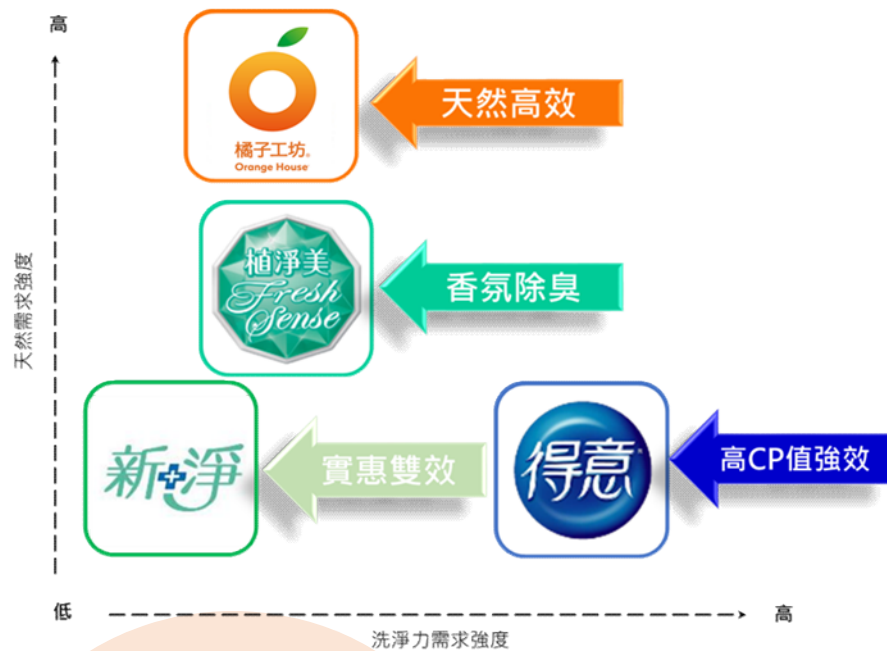 高
橘子工坊®
Orange House
天然高效
植淨美
Fresh
Sense
香氛除臭
天然需求強度
新淨
實惠雙效
得意
高CP值強效
低
高
洗淨力需求強度